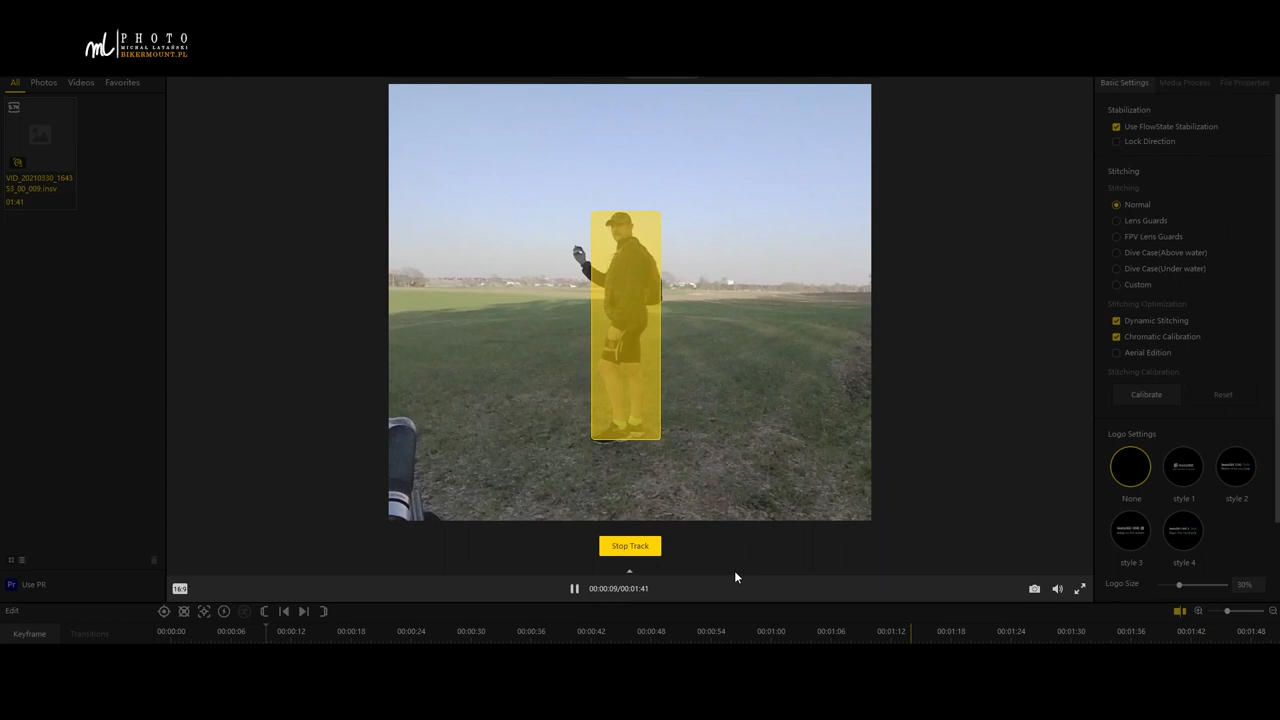 ml PHOTO
MICHAŁ LATAŃSKI
BIKERMOUNT.PL
All Photos Videos Favorites
Basic Settings Media Process File Properties
5.7K
VID_20210330_1643
53_00_009.insv
01:41
Stabilization
Use FlowState Stabilization
Lock Direction
Stitching
Stitching
Normal
Lens Guards
FPV Lens Guards
Dive Case(Above water)
Dive Case(Under water)
Custom
Stitching Optimization
Dynamic Stitching
Chromatic Calibration
Aerial Edition
Stitching Calibration
Calibrate Reset
Logo Settings
None style 1 style 2
style 3 style 4
Logo Size 30%
Stop Track
Pr Use PR
16:9
00:00:09/00:01:41
Edit
Keyframe Transitions
00:00:00 00:00:06 00:00:12 00:00:18 00:00:24 00:00:30 00:00:36 00:00:42 00:00:48 00:00:54 00:01:00 00:01:06 00:01:12 00:01:18 00:01:24 00:01:30 00:01:36 00:01:42 00:01:48